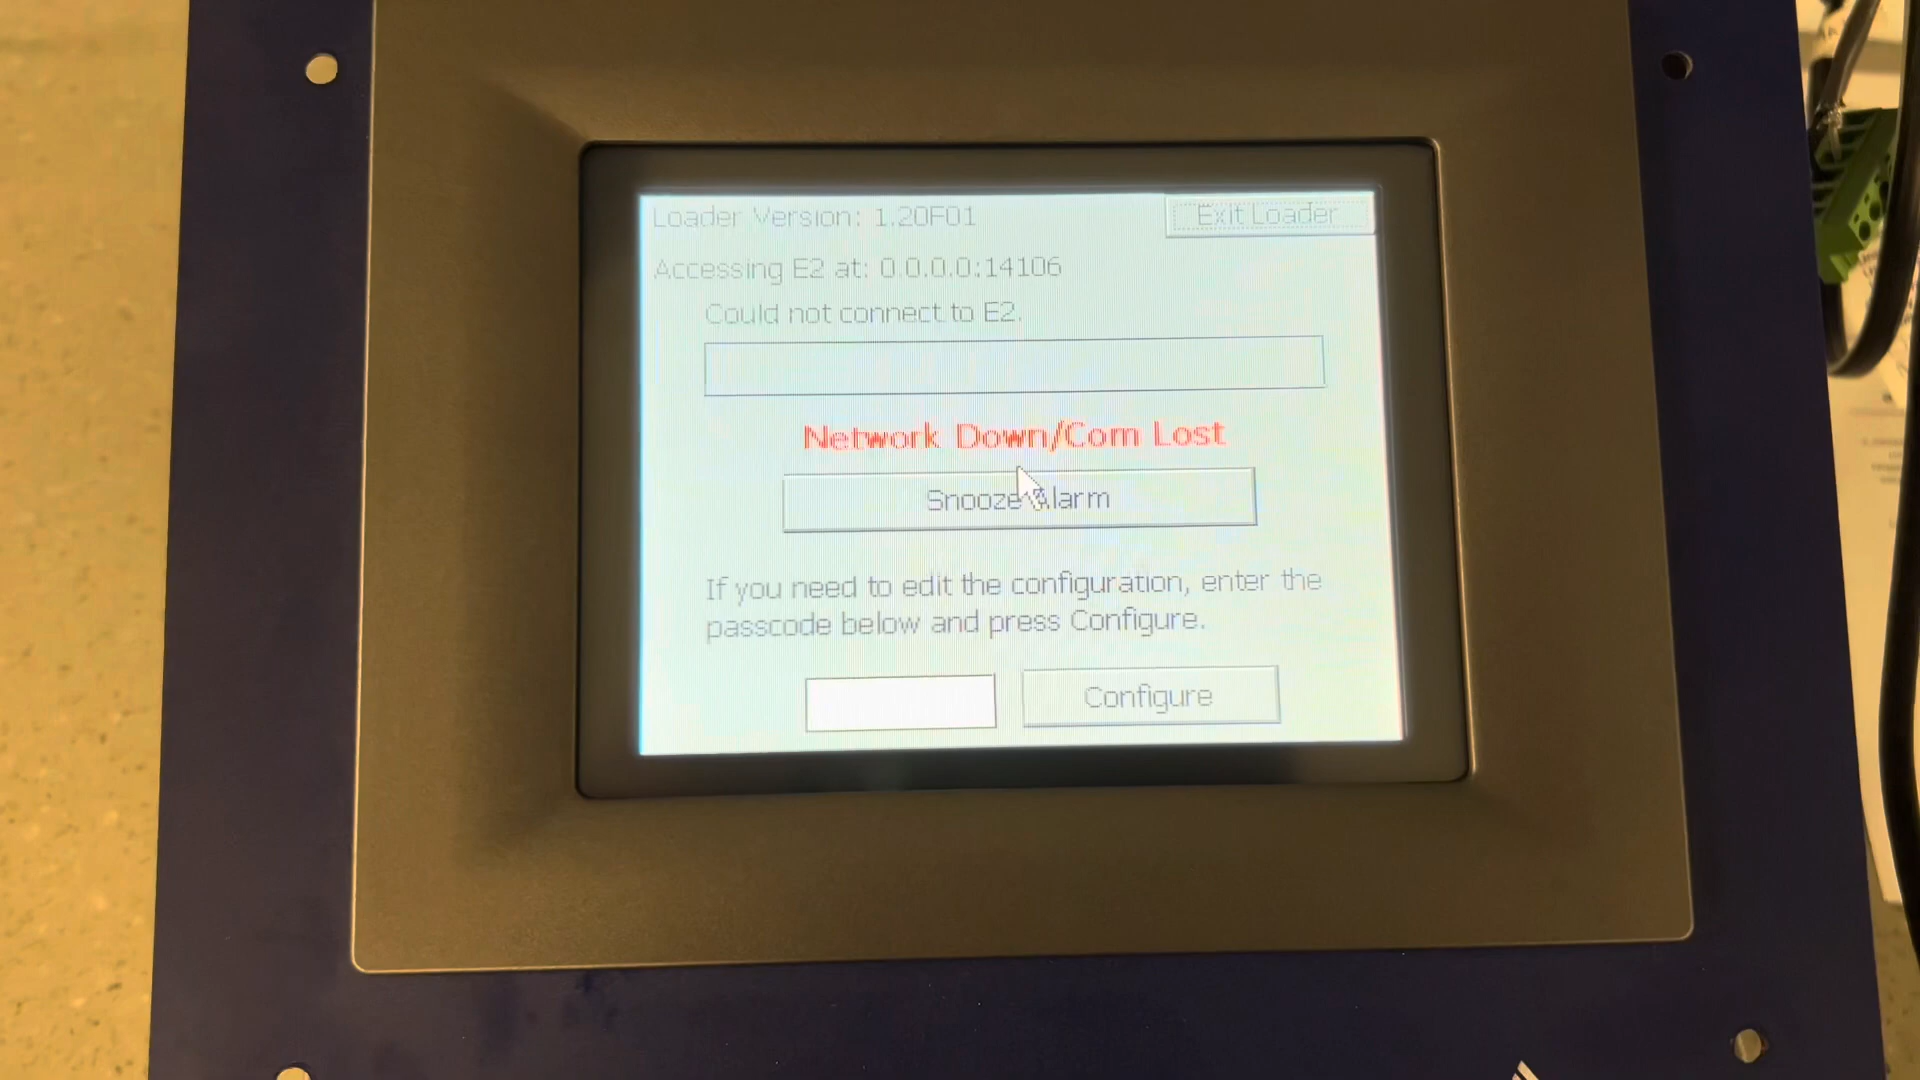 Loader Version: 1.20F01
Exit Loader
Accessing E2 at: 0.0.0.0:14106
Could not connect to E2.
Network Down/Com Lost
Snooze Alarm
If you need to edit the configuration, enter the
passcode below and press Configure.
Configure